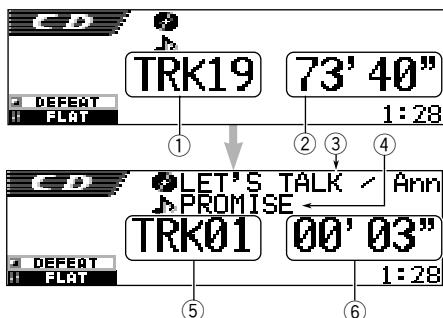 CD
TRK19 73'40"
DEFEAT
FLAT 1:28
① ② ③ ④
CD LET'S TALK / Ann
PROMISE
TRK01 00'03"
DEFEAT
FLAT 1:28
⑤ ⑥